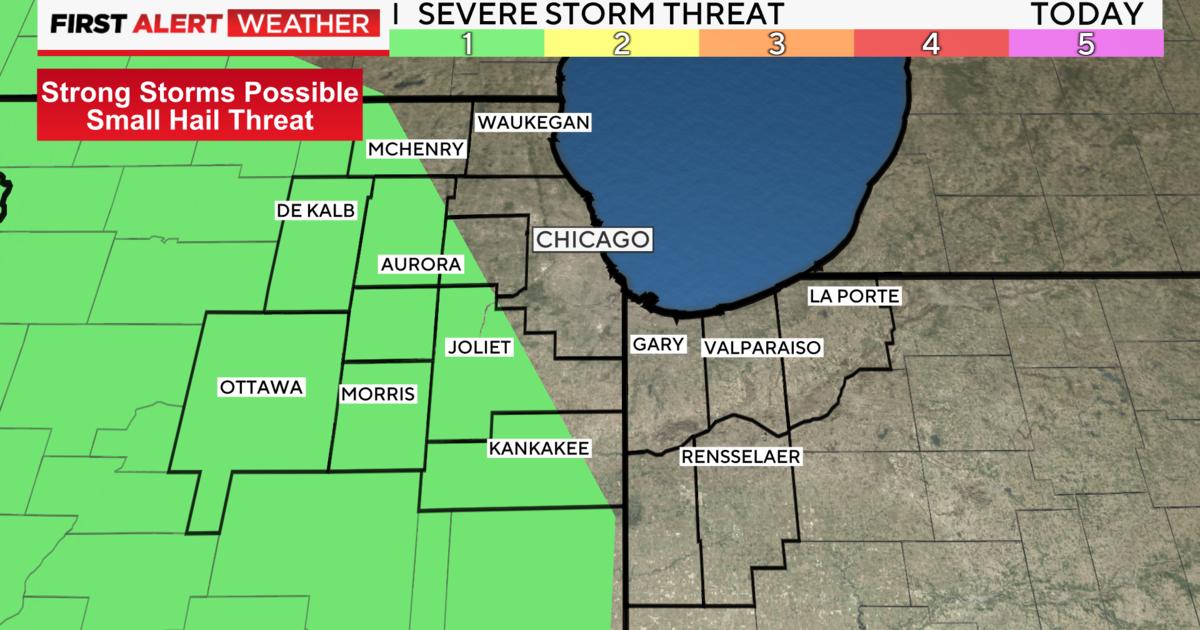 FIRST ALERT WEATHER
SEVERE STORM THREAT
TODAY
1 2 3 4 5
Strong Storms Possible
Small Hail Threat
WAUKEGAN
MCHENRY
DE KALB
CHICAGO
AURORA
LA PORTE
JOLIET
GARY
VALPARAISO
OTTAWA
MORRIS
KANKAKEE
RENSSELAER